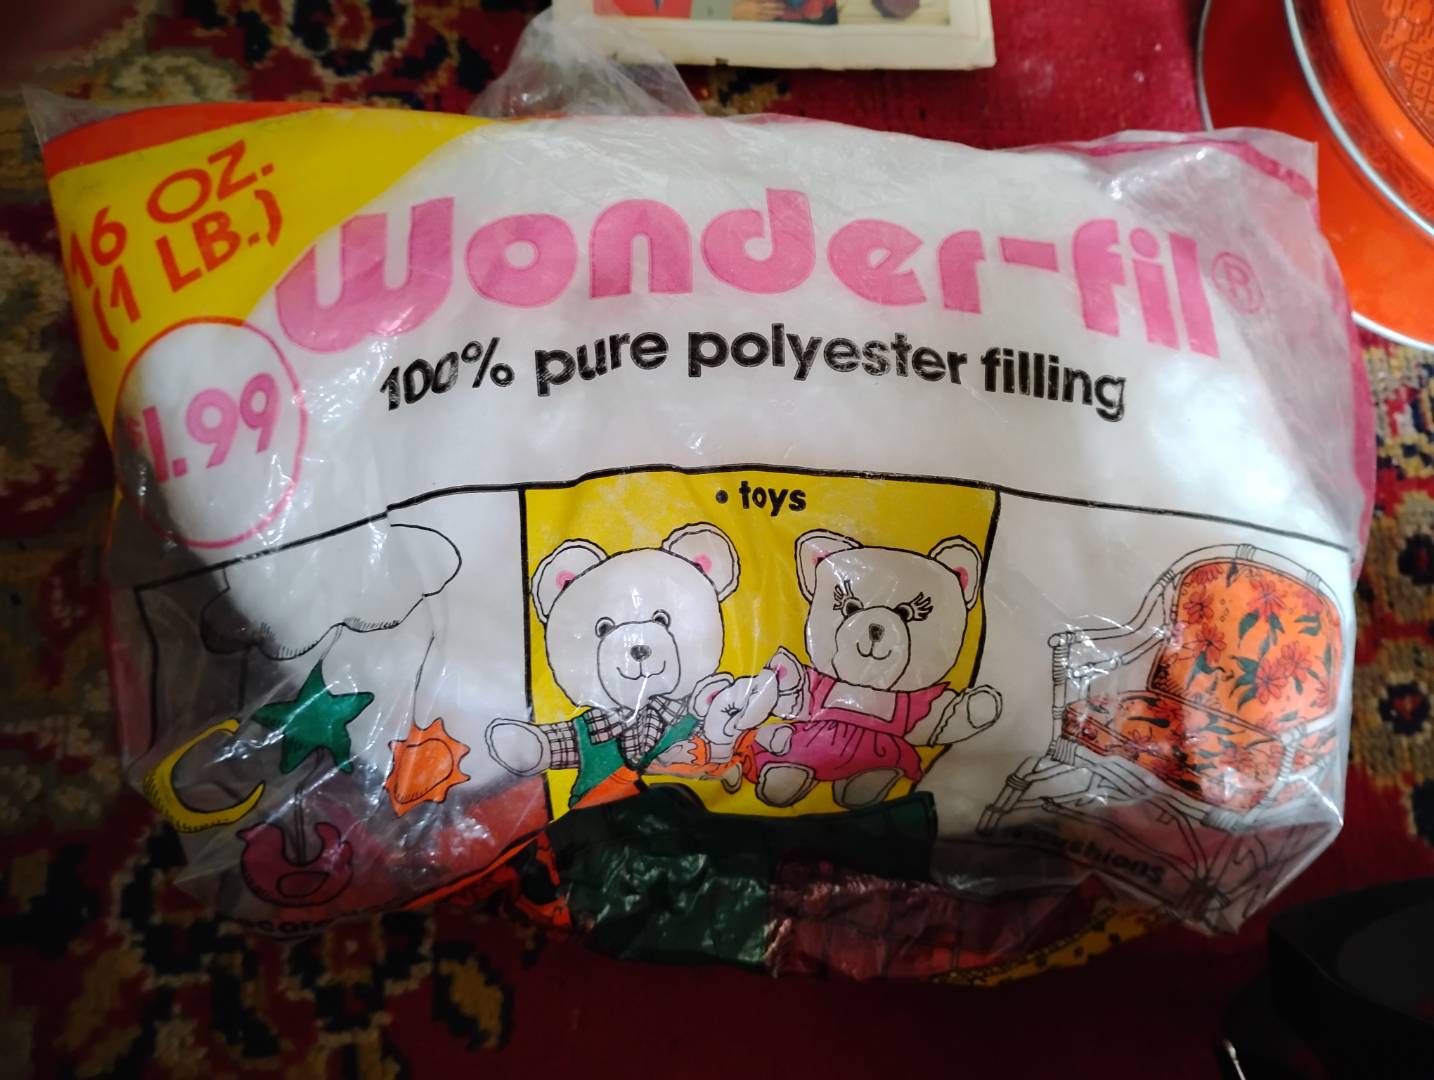 16 OZ.
(1 LB.)
$1.99
Wonder-fil®
100% pure polyester filling
• toys